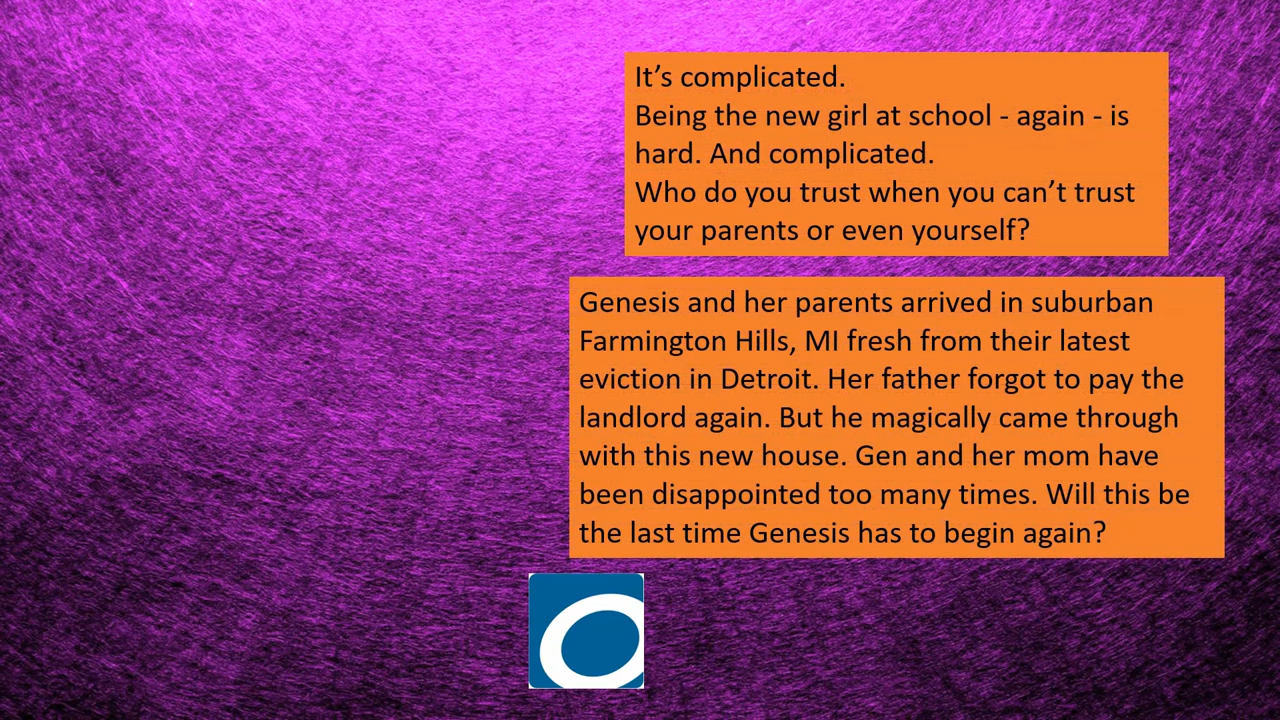 It’s complicated.
Being the new girl at school - again - is
hard. And complicated.
Who do you trust when you can’t trust
your parents or even yourself?
Genesis and her parents arrived in suburban
Farmington Hills, MI fresh from their latest
eviction in Detroit. Her father forgot to pay the
landlord again. But he magically came through
with this new house. Gen and her mom have
been disappointed too many times. Will this be
the last time Genesis has to begin again?